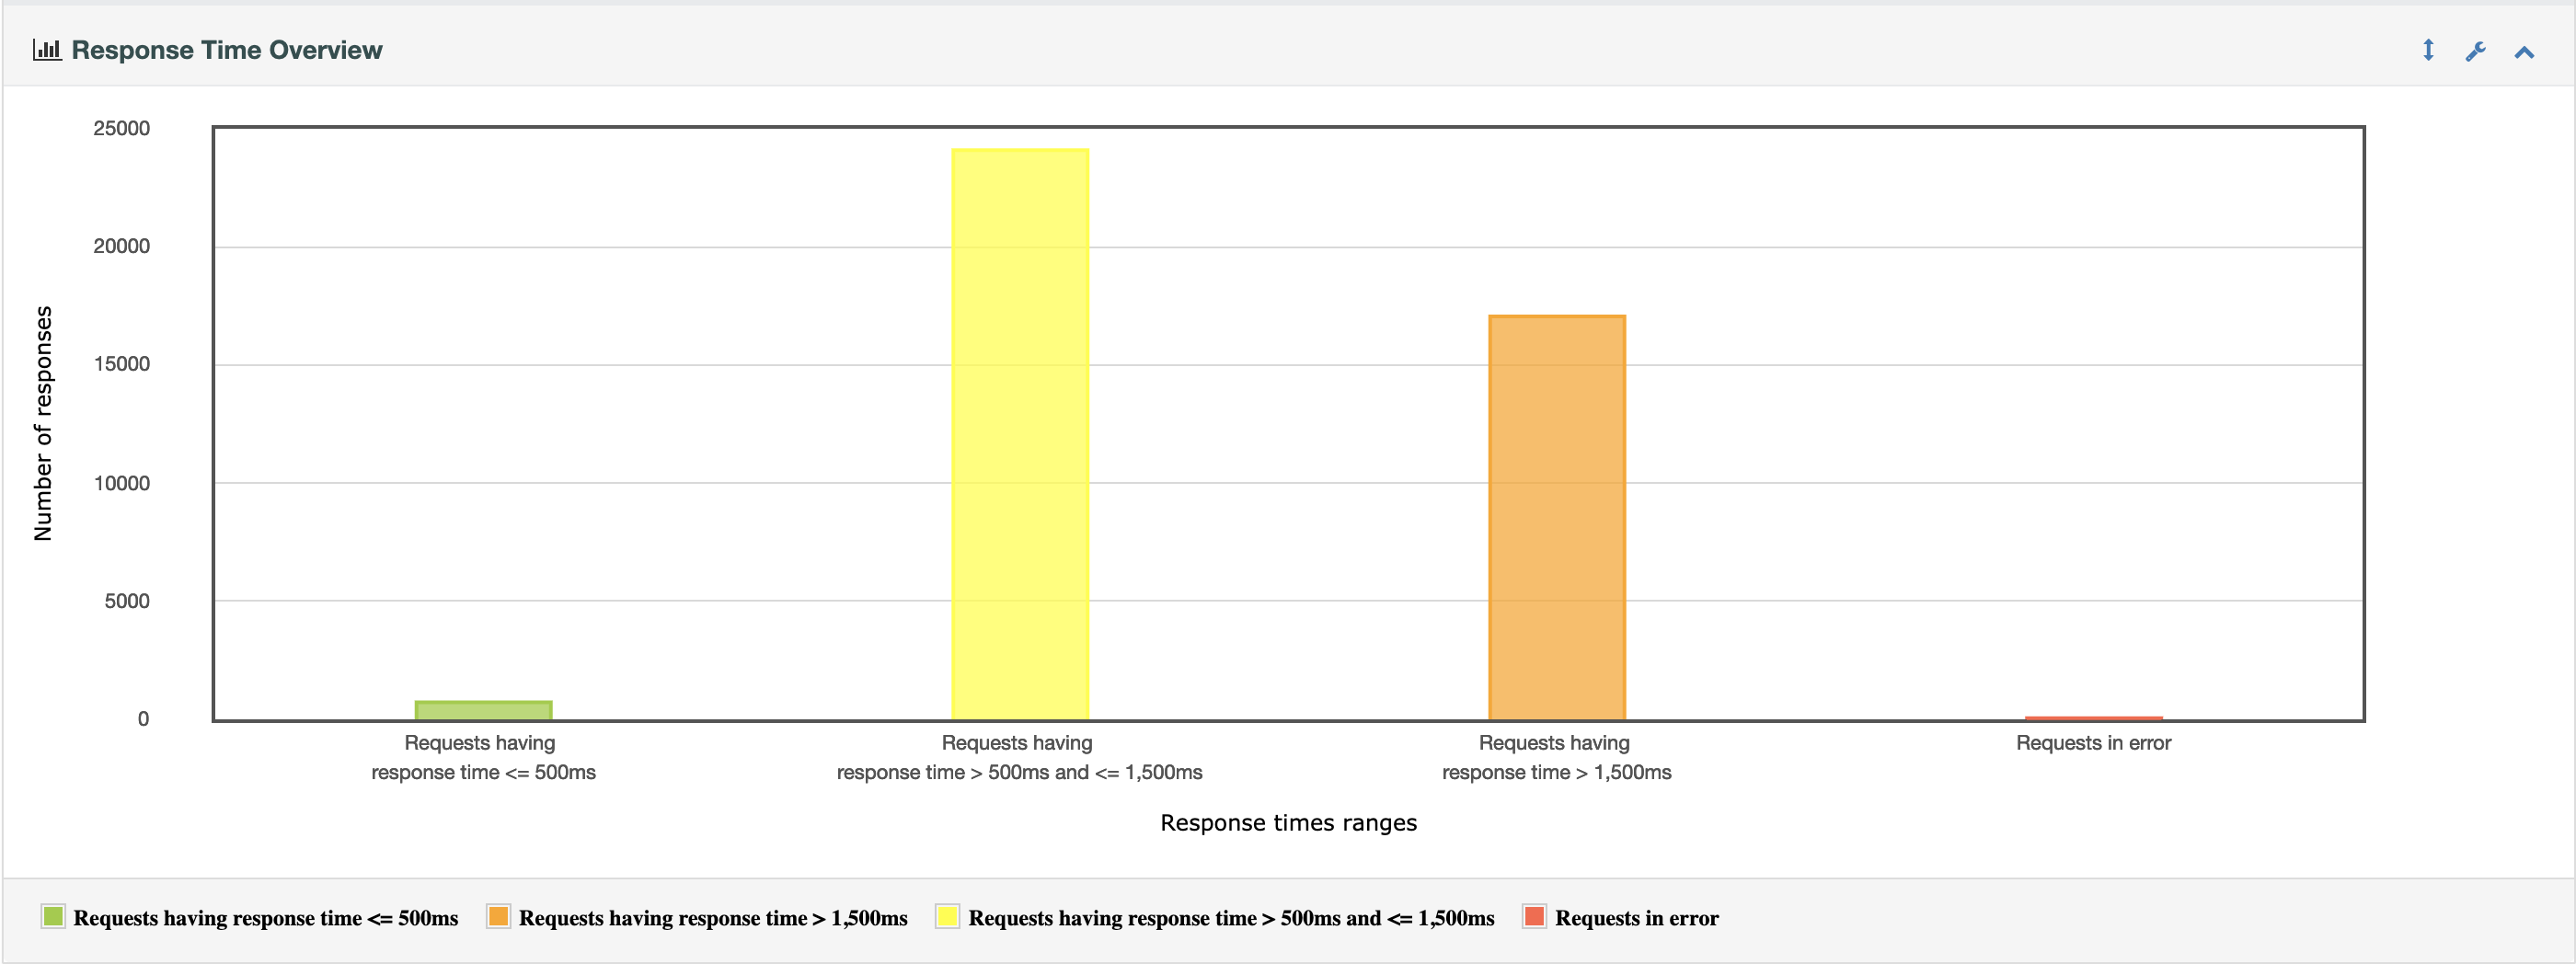 Response Time Overview
25000
20000
15000
10000
5000
0
Number of responses
Requests having
response time <= 500ms
Requests having
response time > 500ms and <= 1,500ms
Requests having
response time > 1,500ms
Requests in error
Response times ranges
Requests having response time <= 500ms Requests having response time > 1,500ms Requests having response time > 500ms and <= 1,500ms Requests in error